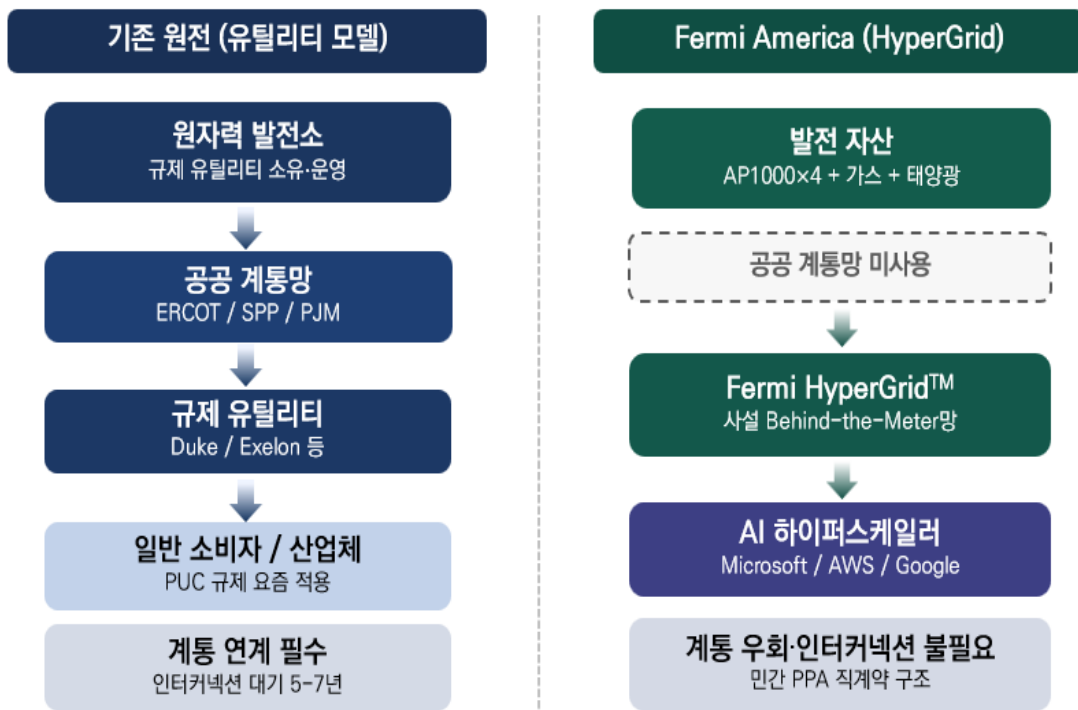 기존 원전 (유틸리티 모델)
원자력 발전소
규제 유틸리티 소유·운영
공공 계통망
ERCOT / SPP / PJM
규제 유틸리티
Duke / Exelon 등
일반 소비자 / 산업체
PUC 규제 요즘 적용
계통 연계 필수
인터커넥션 대기 5-7년
Fermi America (HyperGrid)
발전 자산
AP1000×4 + 가스 + 태양광
공공 계통망 미사용
Fermi HyperGrid™
사설 Behind-the-Meter망
AI 하이퍼스케일러
Microsoft / AWS / Google
계통 우회·인터커넥션 불필요
민간 PPA 직계약 구조